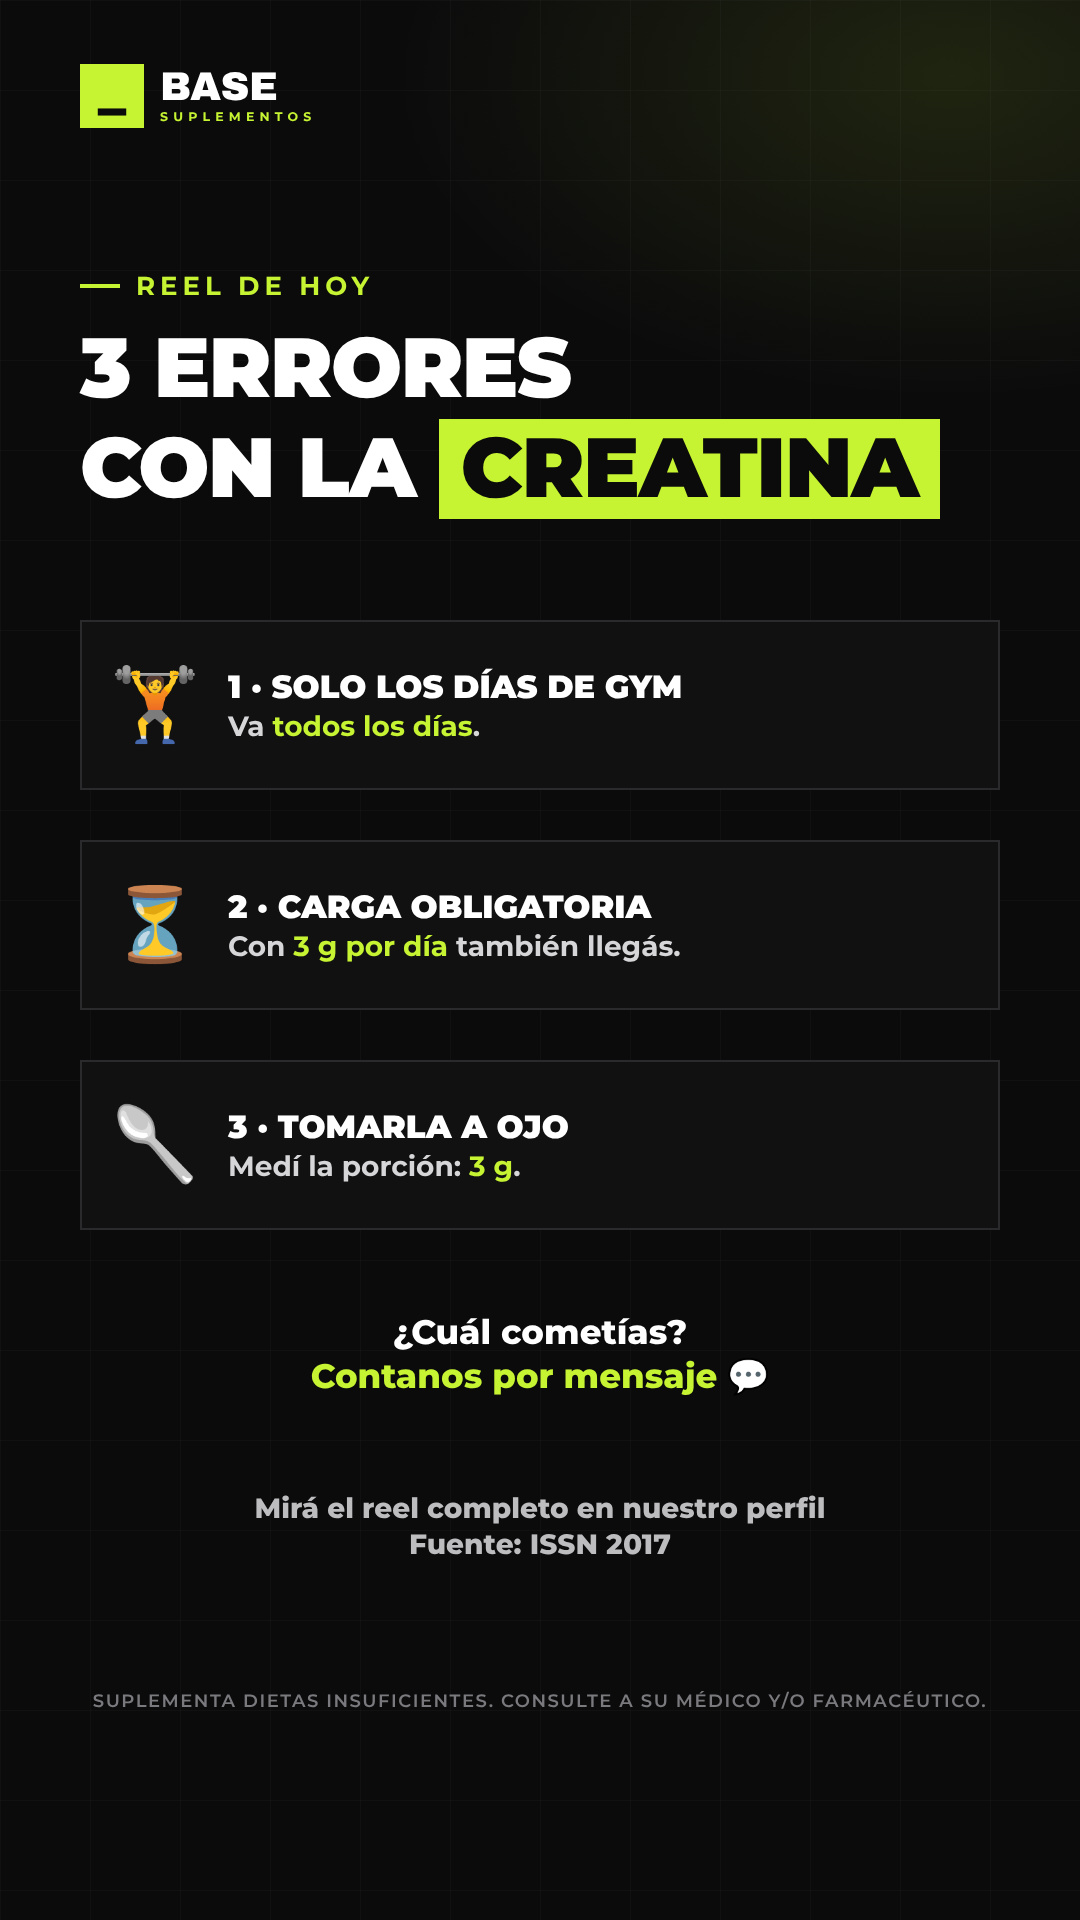 BASE
SUPLEMENTOS
REEL DE HOY
3 ERRORES
CON LA CREATINA
1 · SOLO LOS DÍAS DE GYM
Va todos los días.
2 · CARGA OBLIGATORIA
Con 3 g por día también llegás.
3 · TOMARLA A OJO
Medí la porción: 3 g.
¿Cuál cometías?
Contanos por mensaje 💬
Mirá el reel completo en nuestro perfil
Fuente: ISSN 2017
SUPLEMENTA DIETAS INSUFICIENTES. CONSULTE A SU MÉDICO Y/O FARMACÉUTICO.